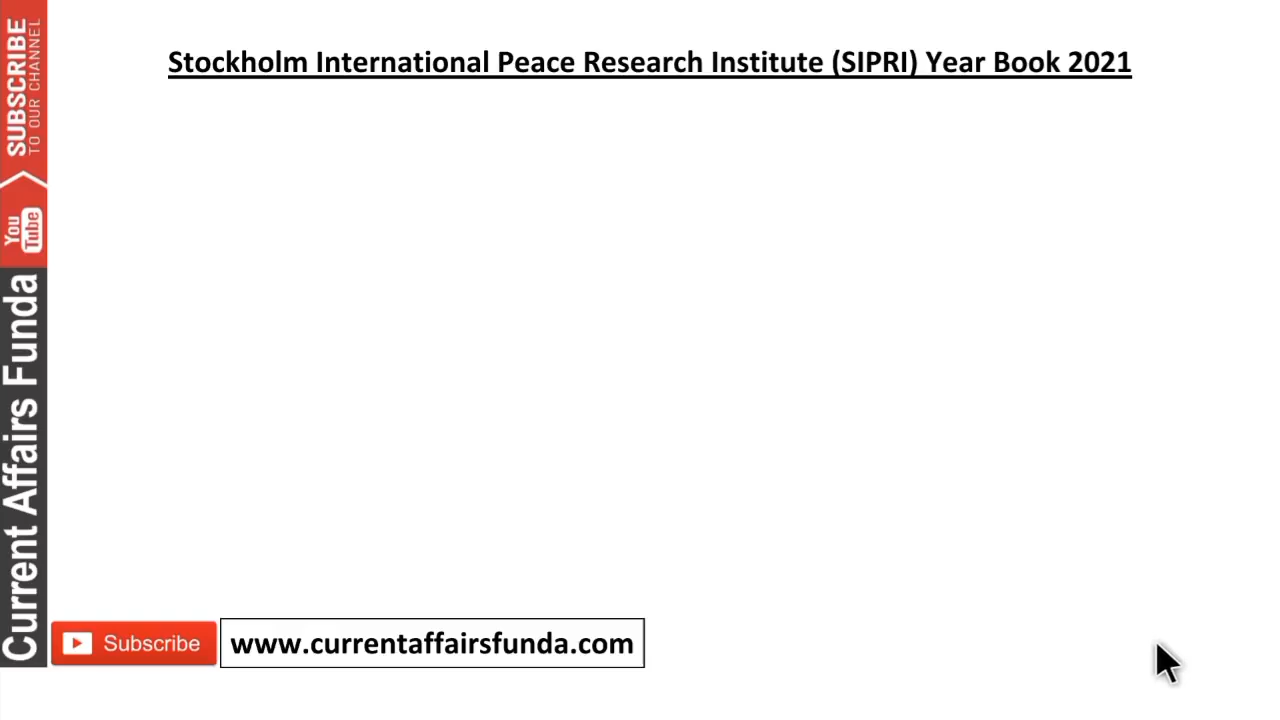 Stockholm International Peace Research Institute (SIPRI) Year Book 2021
SUBSCRIBE
TO OUR CHANNEL
You
Tube
Current Affairs Funda
Subscribe
www.currentaffairsfunda.com